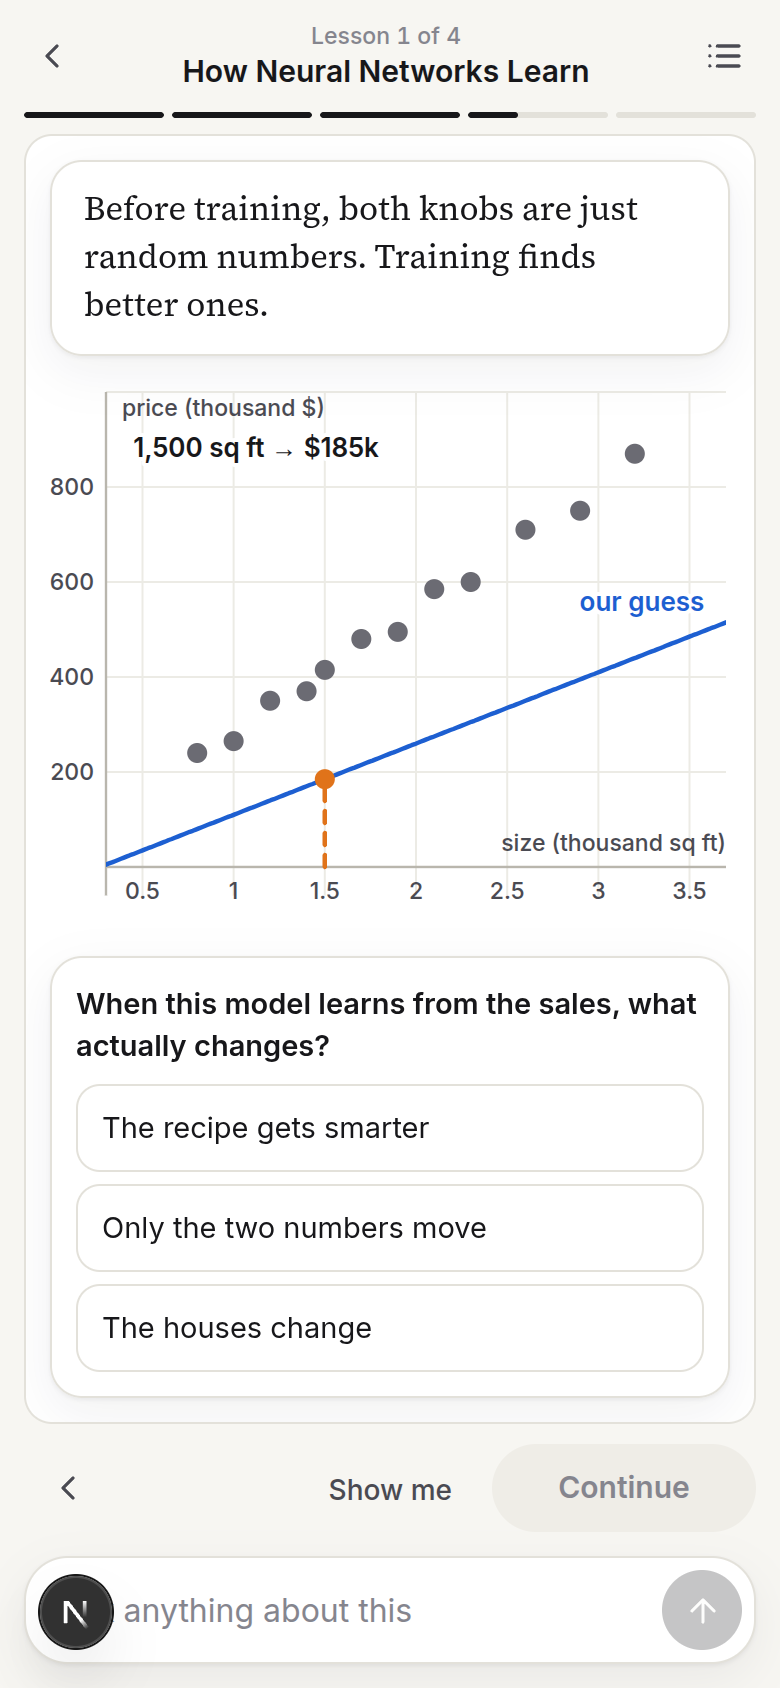 Lesson 1 of 4
How Neural Networks Learn
Before training, both knobs are just
random numbers. Training finds
better ones.
price (thousand $)
1,500 sq ft → $185k
800
600
our guess
400
200
size (thousand sq ft)
0.5 1 1.5 2 2.5 3 3.5
When this model learns from the sales, what
actually changes?
The recipe gets smarter
Only the two numbers move
The houses change
Show me
Continue
N anything about this